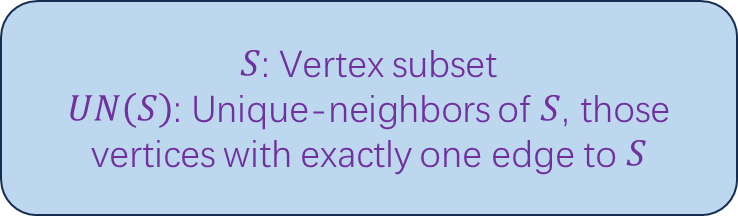 S: Vertex subset
UN(S): Unique-neighbors of S, those
vertices with exactly one edge to S